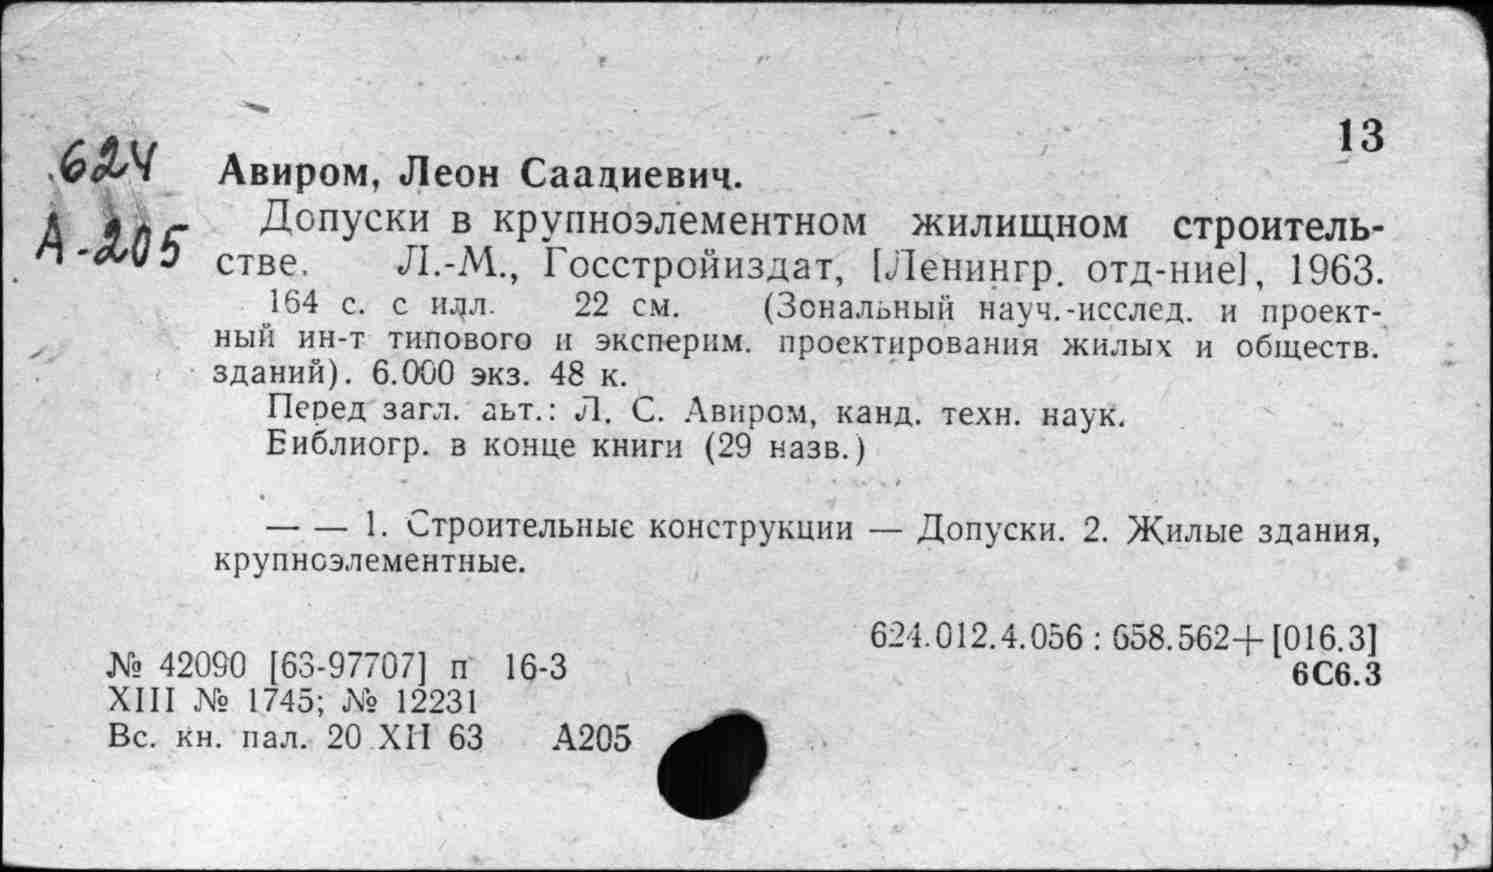 13
624
А-205
Авиром, Леон Саадиевич.
Допуски в крупноэлементном жилищном строитель-
стве. Л.-М., Госстройиздат, [Ленингр. отд-ние], 1963.
164 с. с илл. 22 см. (Зональный науч.-исслед. и проект-
ный ин-т типового и эксперим. проектирования жилых и обществ.
зданий). 6.000 экз. 48 к.
Перед загл. авт.: Л. С. Авиром, канд. техн. наук.
Библиогр. в конце книги (29 назв.)
— — 1. Строительные конструкции — Допуски. 2. Жилые здания,
крупноэлементные.
624.012.4.056 : 658.562+[016.3]
6С6.3
№ 42090 [63-97707] п 16-3
XIII № 1745; № 12231
Вс. кн. пал. 20 XII 63 А205